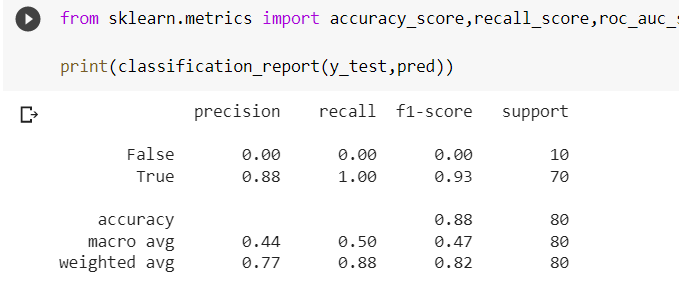 from sklearn.metrics import accuracy_score,recall_score,roc_auc_
print(classification_report(y_test,pred))
precision recall f1-score support
False 0.00 0.00 0.00 10
True 0.88 1.00 0.93 70
accuracy 0.88 80
macro avg 0.44 0.50 0.47 80
weighted avg 0.77 0.88 0.82 80